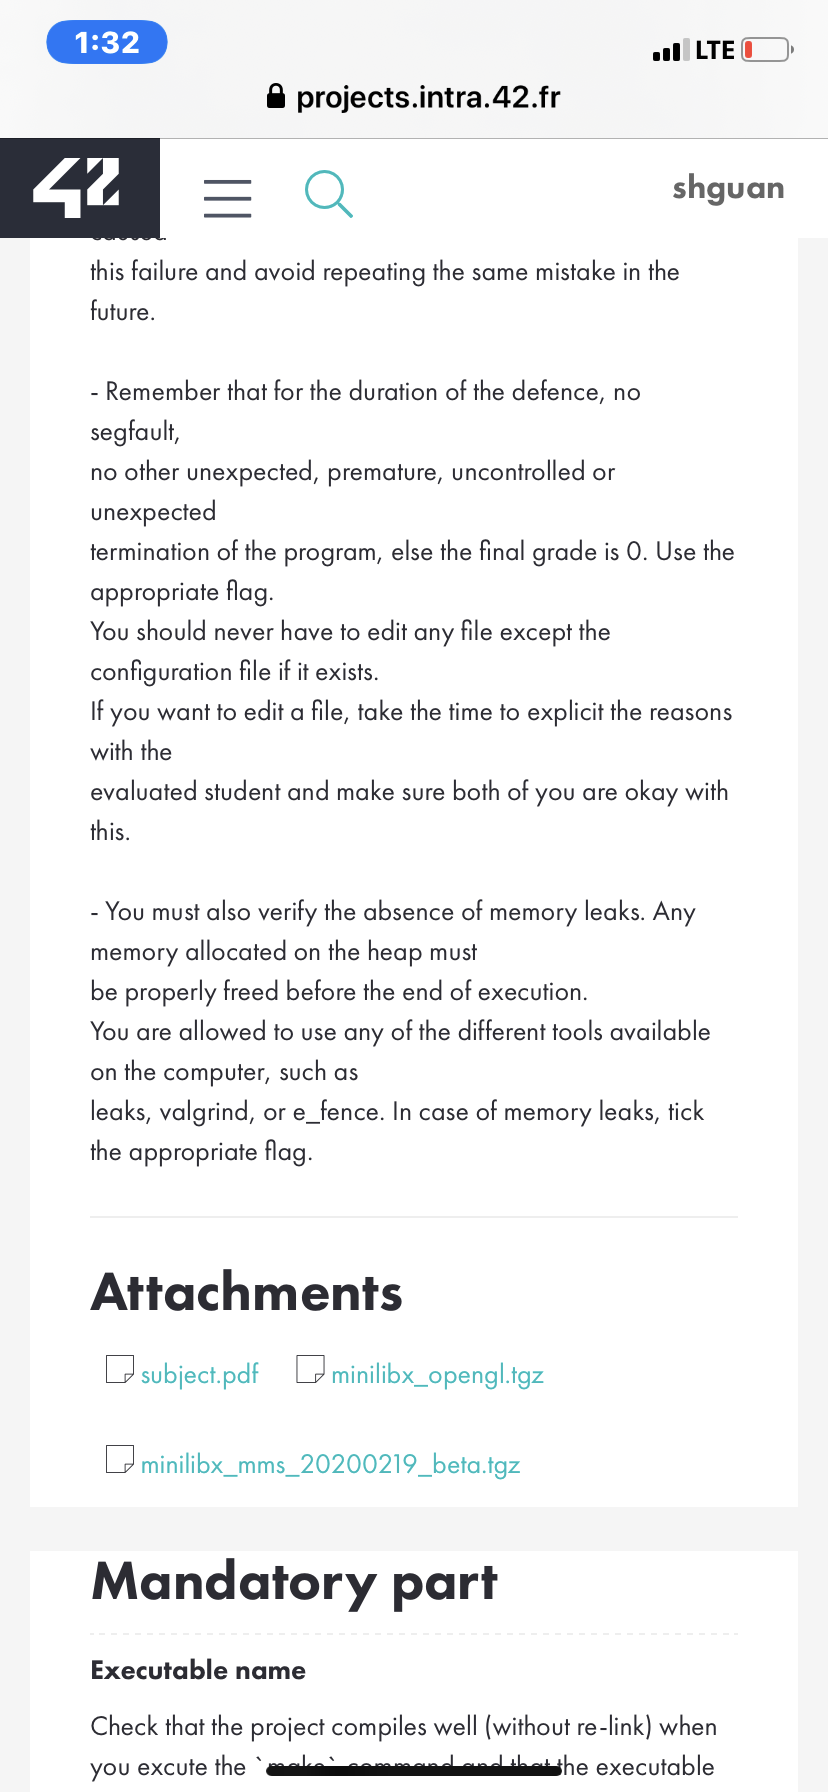 1:32
LTE
projects.intra.42.fr
42
shguan
caused
this failure and avoid repeating the same mistake in the
future.
- Remember that for the duration of the defence, no
segfault,
no other unexpected, premature, uncontrolled or
unexpected
termination of the program, else the final grade is 0. Use the
appropriate flag.
You should never have to edit any file except the
configuration file if it exists.
If you want to edit a file, take the time to explicit the reasons
with the
evaluated student and make sure both of you are okay with
this.
- You must also verify the absence of memory leaks. Any
memory allocated on the heap must
be properly freed before the end of execution.
You are allowed to use any of the different tools available
on the computer, such as
leaks, valgrind, or e_fence. In case of memory leaks, tick
the appropriate flag.
Attachments
subject.pdf minilibx_opengl.tgz
minilibx_mms_20200219_beta.tgz
Mandatory part
Executable name
Check that the project compiles well (without re-link) when
you excute the `make` command and that the executable